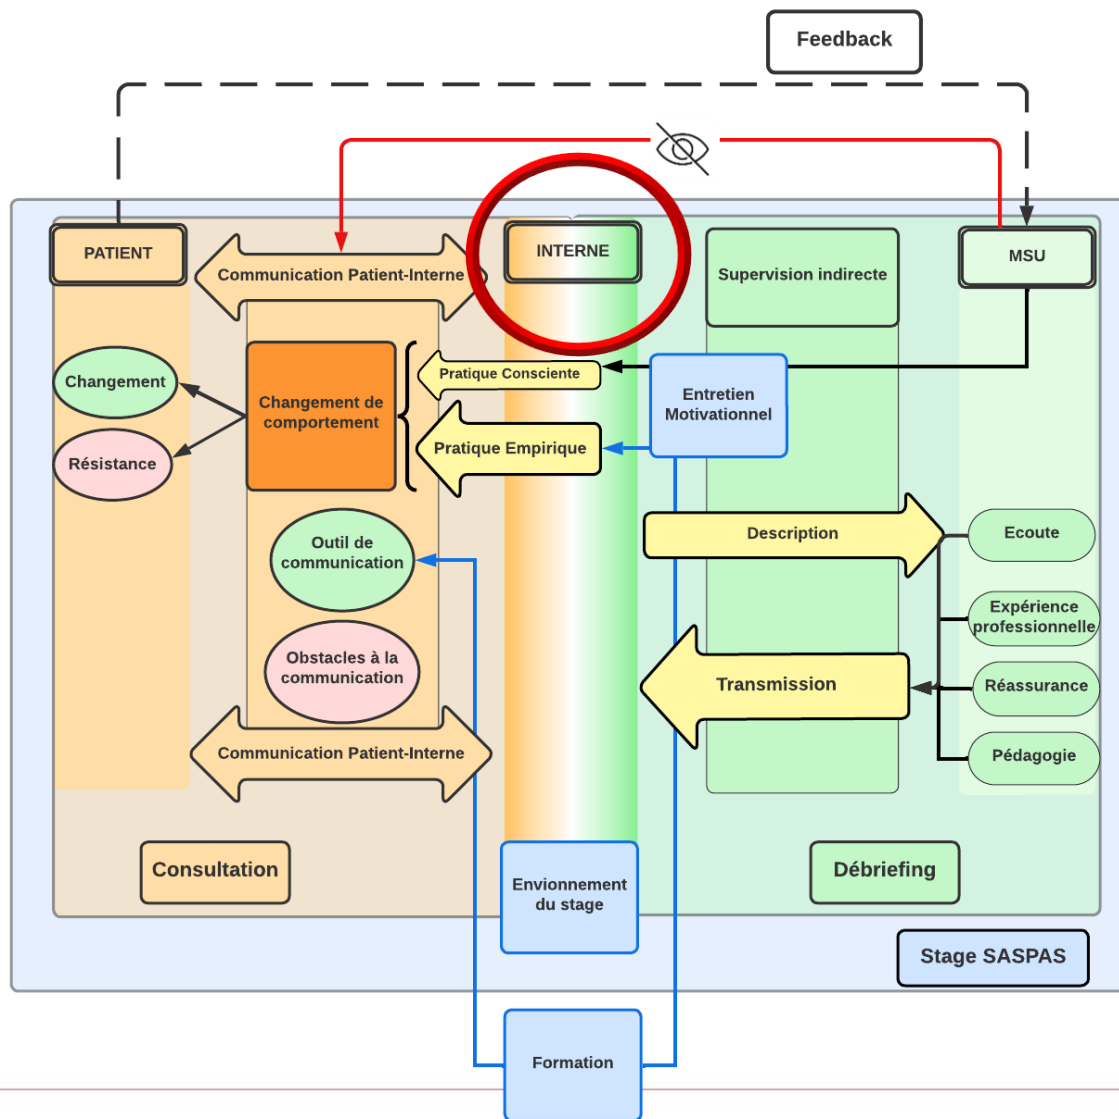 Feedback
PATIENT
Communication Patient-Interne
INTERNE
Supervision indirecte
MSU
Changement
Résistance
Changement de
comportement
Pratique Consciente
Pratique Empirique
Entretien
Motivationnel
Outil de
communication
Obstacles à la
communication
Communication Patient-Interne
Description
Transmission
Ecoute
Expérience
professionnelle
Réassurance
Pédagogie
Consultation
Envionnement
du stage
Débriefing
Stage SASPAS
Formation